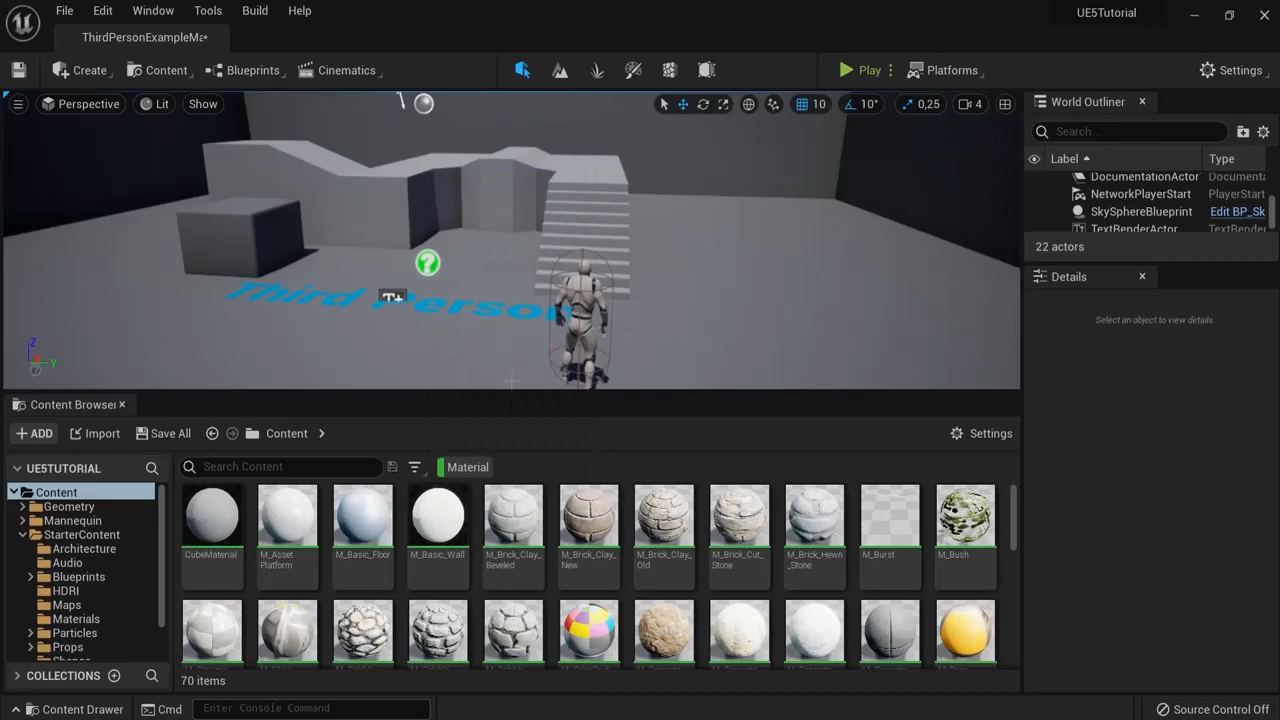 File Edit Window Tools Build Help
UE5Tutorial
ThirdPersonExampleMa•
Create Content Blueprints Cinematics Play Platforms Settings
Perspective Lit Show 10 10° 0,25 4
World Outliner
Search...
Label Type
DocumentationActor Documenta
NetworkPlayerStart PlayerStart
SkySphereBlueprint Edit BP_Sk
TextRenderActor TextRende
22 actors
Details
Select an object to view details.
Third Person
T+
Z
Y
Content Browser
ADD Import Save All Content Settings
UE5TUTORIAL
Search Content
Material
Content
Geometry
Mannequin
StarterContent
Architecture
Audio
Blueprints
HDRI
Maps
Materials
Particles
Props
CubeMaterial
M_Asset
Platform
M_Basic_Floor
M_Basic_Wall
M_Brick_Clay_
Beveled
M_Brick_Clay_
New
M_Brick_Clay_
Old
M_Brick_Cut_
Stone
M_Brick_Hewn
_Stone
M_Burst
M_Bush
70 items
COLLECTIONS
Content Drawer Cmd Enter Console Command Source Control Off